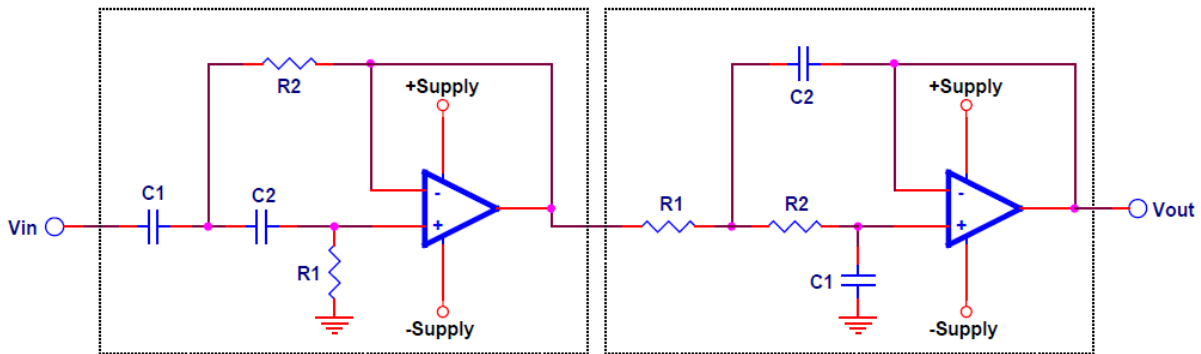 R2
+Supply
C1
C2
-
+
Vin
R1
-Supply
C2
+Supply
R1
R2
-
+
Vout
C1
-Supply